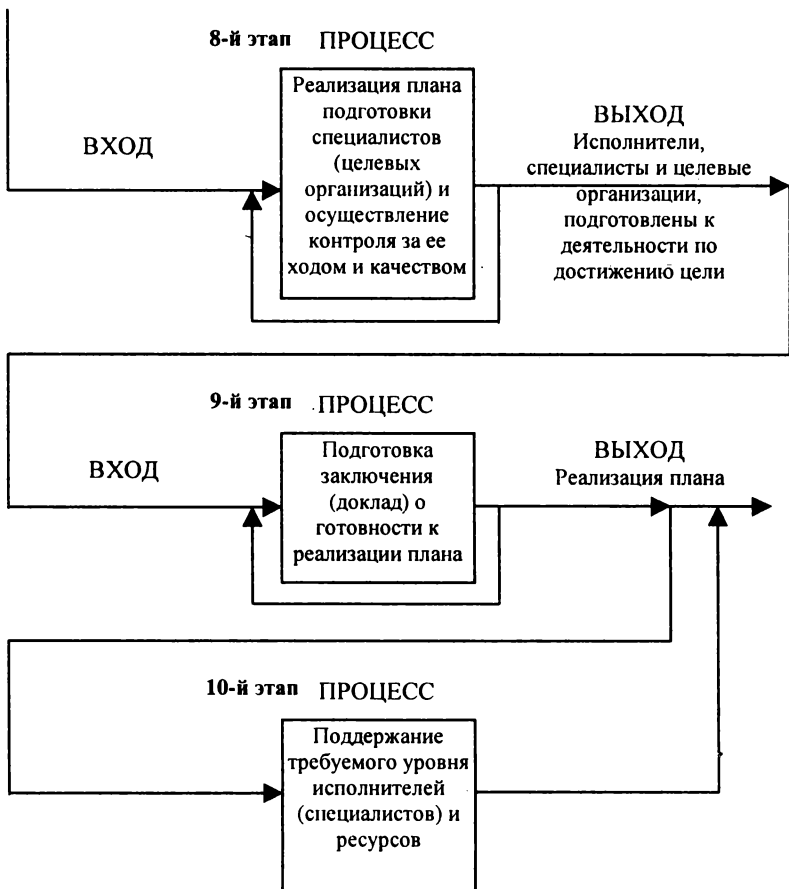 8-й этап ПРОЦЕСС
Реализация плана
подготовки
специалистов
(целевых
организаций) и
осуществление
контроля за ее
ходом и качеством
ВХОД
ВЫХОД
Исполнители,
специалисты и целевые
организации,
подготовлены к
деятельности по
достижению цели
9-й этап ПРОЦЕСС
Подготовка
заключения
(доклад) о
готовности к
реализации плана
ВХОД
ВЫХОД
Реализация плана
10-й этап ПРОЦЕСС
Поддержание
требуемого уровня
исполнителей
(специалистов) и
ресурсов